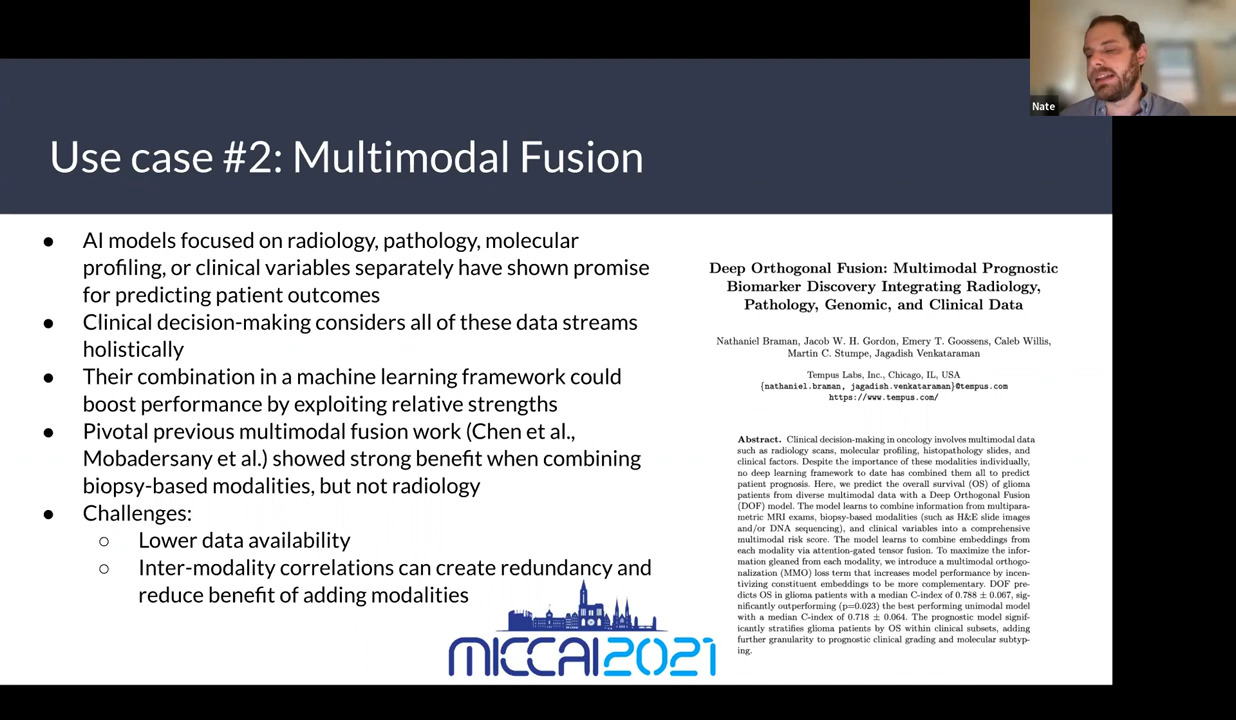 Nate
Use case #2: Multimodal Fusion
● AI models focused on radiology, pathology, molecular
profiling, or clinical variables separately have shown promise
for predicting patient outcomes
● Clinical decision-making considers all of these data streams
holistically
● Their combination in a machine learning framework could
boost performance by exploiting relative strengths
● Pivotal previous multimodal fusion work (Chen et al.,
Mobadersany et al.) showed strong benefit when combining
biopsy-based modalities, but not radiology
● Challenges:
○ Lower data availability
○ Inter-modality correlations can create redundancy and
reduce benefit of adding modalities
MICCAI2021
Deep Orthogonal Fusion: Multimodal Prognostic
Biomarker Discovery Integrating Radiology,
Pathology, Genomic, and Clinical Data
Nathaniel Braman, Jacob W. H. Gordon, Emery T. Goossens, Caleb Willis,
Martin C. Stumpe, Jagadish Venkataraman
Tempus Labs, Inc., Chicago, IL, USA
{nathaniel.braman, jagadish.venkataraman}@tempus.com
https://www.tempus.com/
Abstract. Clinical decision-making in oncology involves multimodal data
such as radiology scans, molecular profiling, histopathology slides, and
clinical factors. Despite the importance of these modalities individually,
no deep learning framework to date has combined them all to predict
patient prognosis. Here, we predict the overall survival (OS) of glioma
patients from diverse multimodal data with a Deep Orthogonal Fusion
(DOF) model. The model learns to combine information from multipara-
metric MRI exams, biopsy-based modalities (such as H&E slide images
and/or DNA sequencing), and clinical variables into a comprehensive
multimodal risk score. The model learns to combine embeddings from
each modality via attention-gated tensor fusion. To maximize the infor-
mation gleaned from each modality, we introduce a multimodal orthogo-
nalization (MMO) loss term that increases model performance by incen-
tivizing constituent embeddings to be more complementary. DOF pre-
dicts OS in glioma patients with a median C-index of 0.788 ± 0.067, sig-
nificantly outperforming (p=0.023) the best performing unimodal model
with a median C-index of 0.718 ± 0.064. The prognostic model signif-
icantly stratifies glioma patients by OS within clinical subsets, adding
further granularity to prognostic clinical grading and molecular subtyp-
ing.